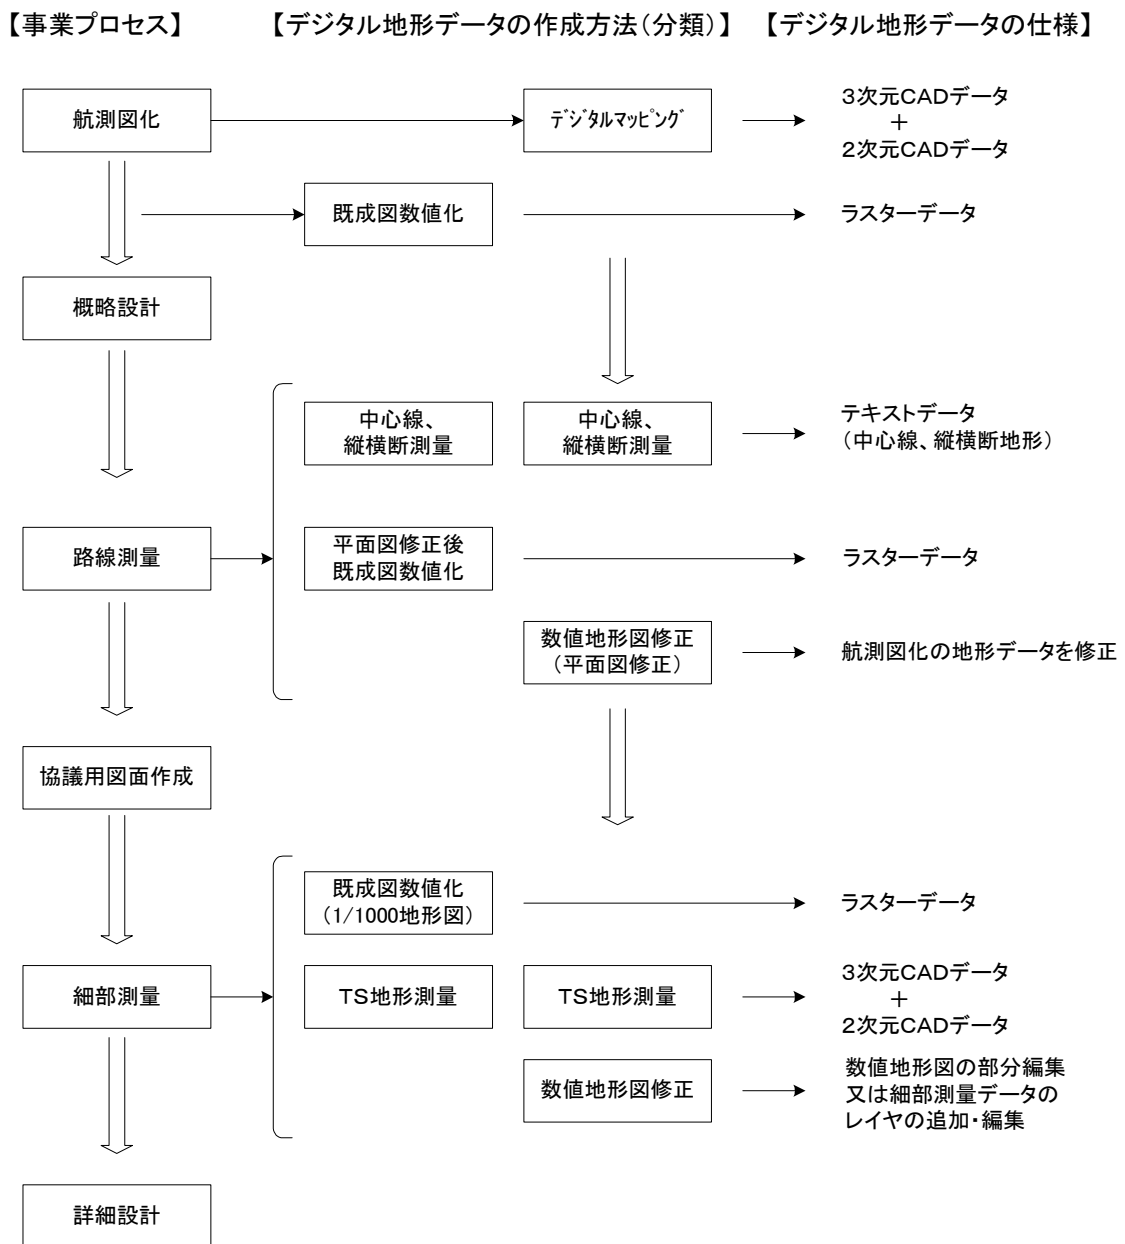 【事業プロセス】 【デジタル地形データの作成方法(分類)】 【デジタル地形データの仕様】
航測図化
デジタルマッピング
3次元CADデータ
+
2次元CADデータ
既成図数値化
ラスターデータ
概略設計
中心線、
縦横断測量
中心線、
縦横断測量
テキストデータ
(中心線、縦横断地形)
路線測量
平面図修正後
既成図数値化
ラスターデータ
数値地形図修正
(平面図修正)
航測図化の地形データを修正
協議用図面作成
既成図数値化
(1/1000地形図)
ラスターデータ
細部測量
TS地形測量
TS地形測量
3次元CADデータ
+
2次元CADデータ
数値地形図修正
数値地形図の部分編集
又は細部測量データの
レイヤの追加・編集
詳細設計